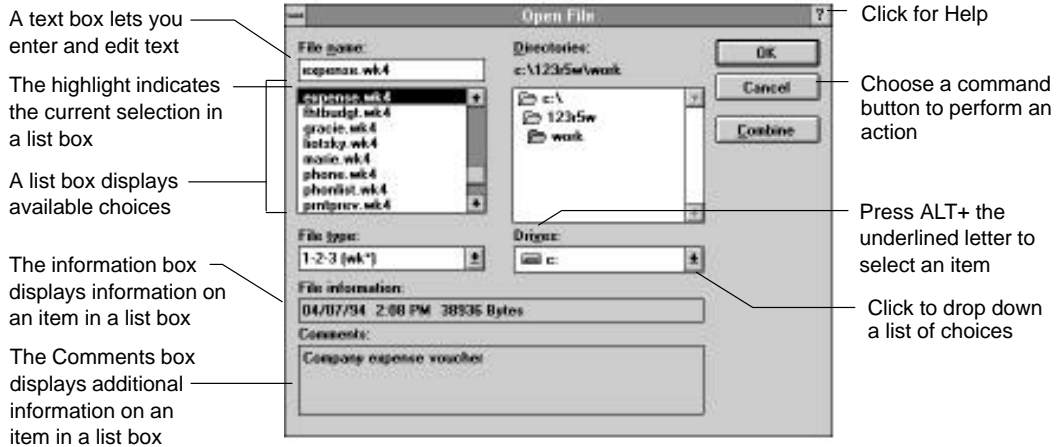 A text box lets you
enter and edit text
The highlight indicates
the current selection in
a list box
A list box displays
available choices
The information box
displays information on
an item in a list box
The Comments box
displays additional
information on an
item in a list box
Open File
?
File name:
expense.wk4
expense.wk4
fhtbudgt.wk4
gracie.wk4
marie.wk4
phone.wk4
phonlist.wk4
prntprev.wk4
File type:
1-2-3 (wk*)
File information:
04/07/94 2:08 PM 38936 Bytes
Comments:
Company expense voucher
Directories:
c:\123r5w\work
c:\
123r5w
work
Drives:
c:
OK
Cancel
Combine
Click for Help
Choose a command
button to perform an
action
Press ALT+ the
underlined letter to
select an item
Click to drop down
a list of choices